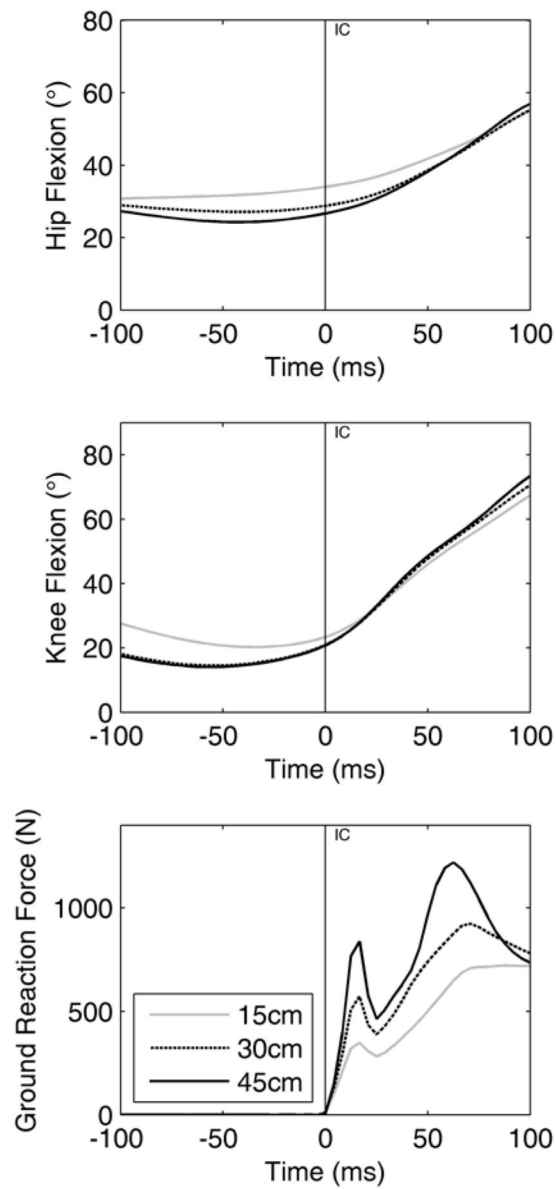 80
IC
60
Hip Flexion (°)
40
20
0
-100 -50 0 50 100
Time (ms)
IC
80
60
Knee Flexion (°)
40
20
0
-100 -50 0 50 100
Time (ms)
IC
Ground Reaction Force (N)
1000
500
0
15cm
30cm
45cm
-100 -50 0 50 100
Time (ms)